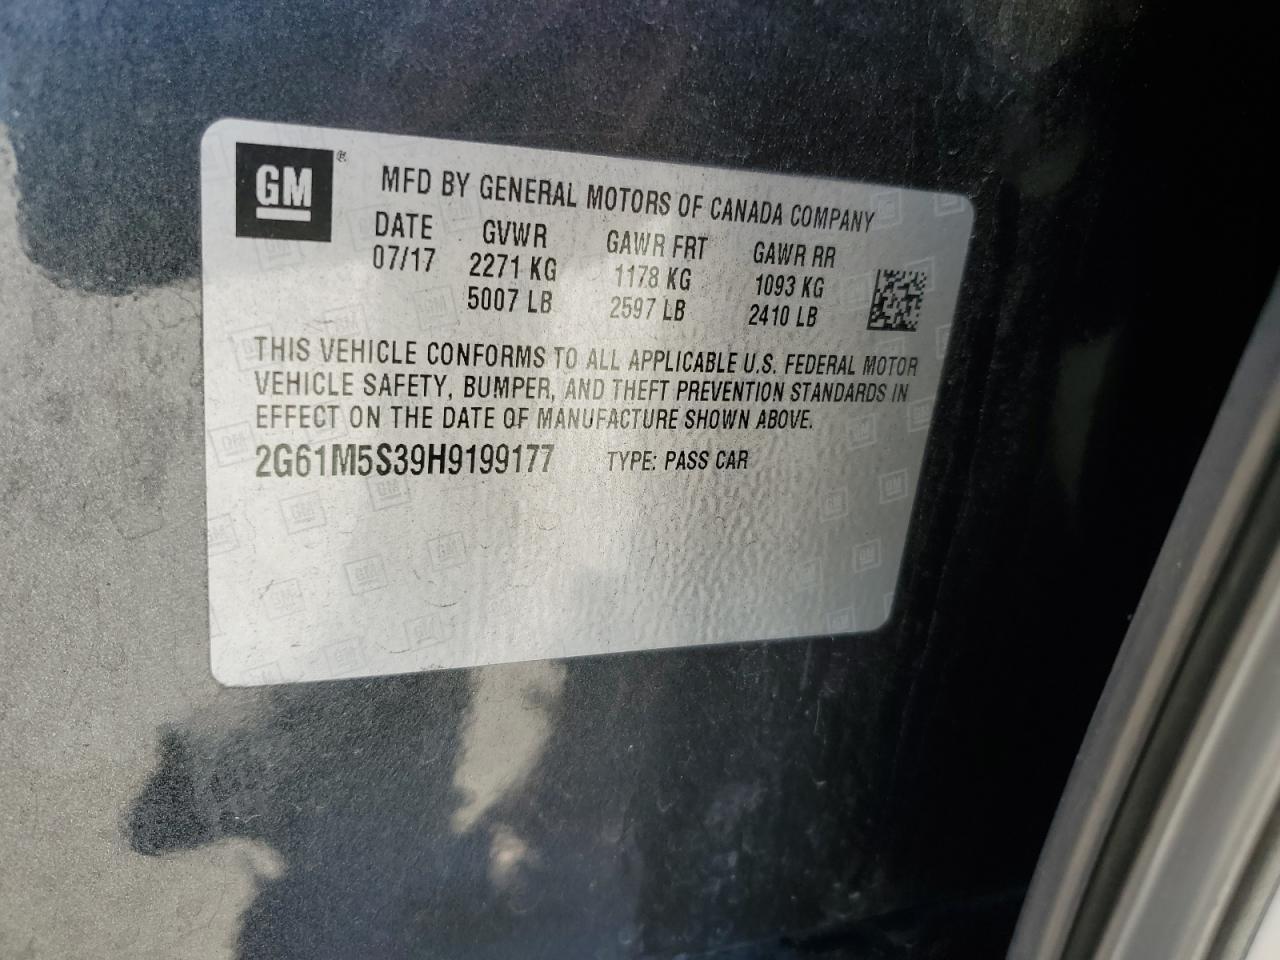 GM®
MFD BY GENERAL MOTORS OF CANADA COMPANY
DATE GVWR GAWR FRT GAWR RR
07/17 2271 KG 1178 KG 1093 KG
5007 LB 2597 LB 2410 LB
THIS VEHICLE CONFORMS TO ALL APPLICABLE U.S. FEDERAL MOTOR
VEHICLE SAFETY, BUMPER, AND THEFT PREVENTION STANDARDS IN
EFFECT ON THE DATE OF MANUFACTURE SHOWN ABOVE.
2G61M5S39H9199177 TYPE: PASS CAR